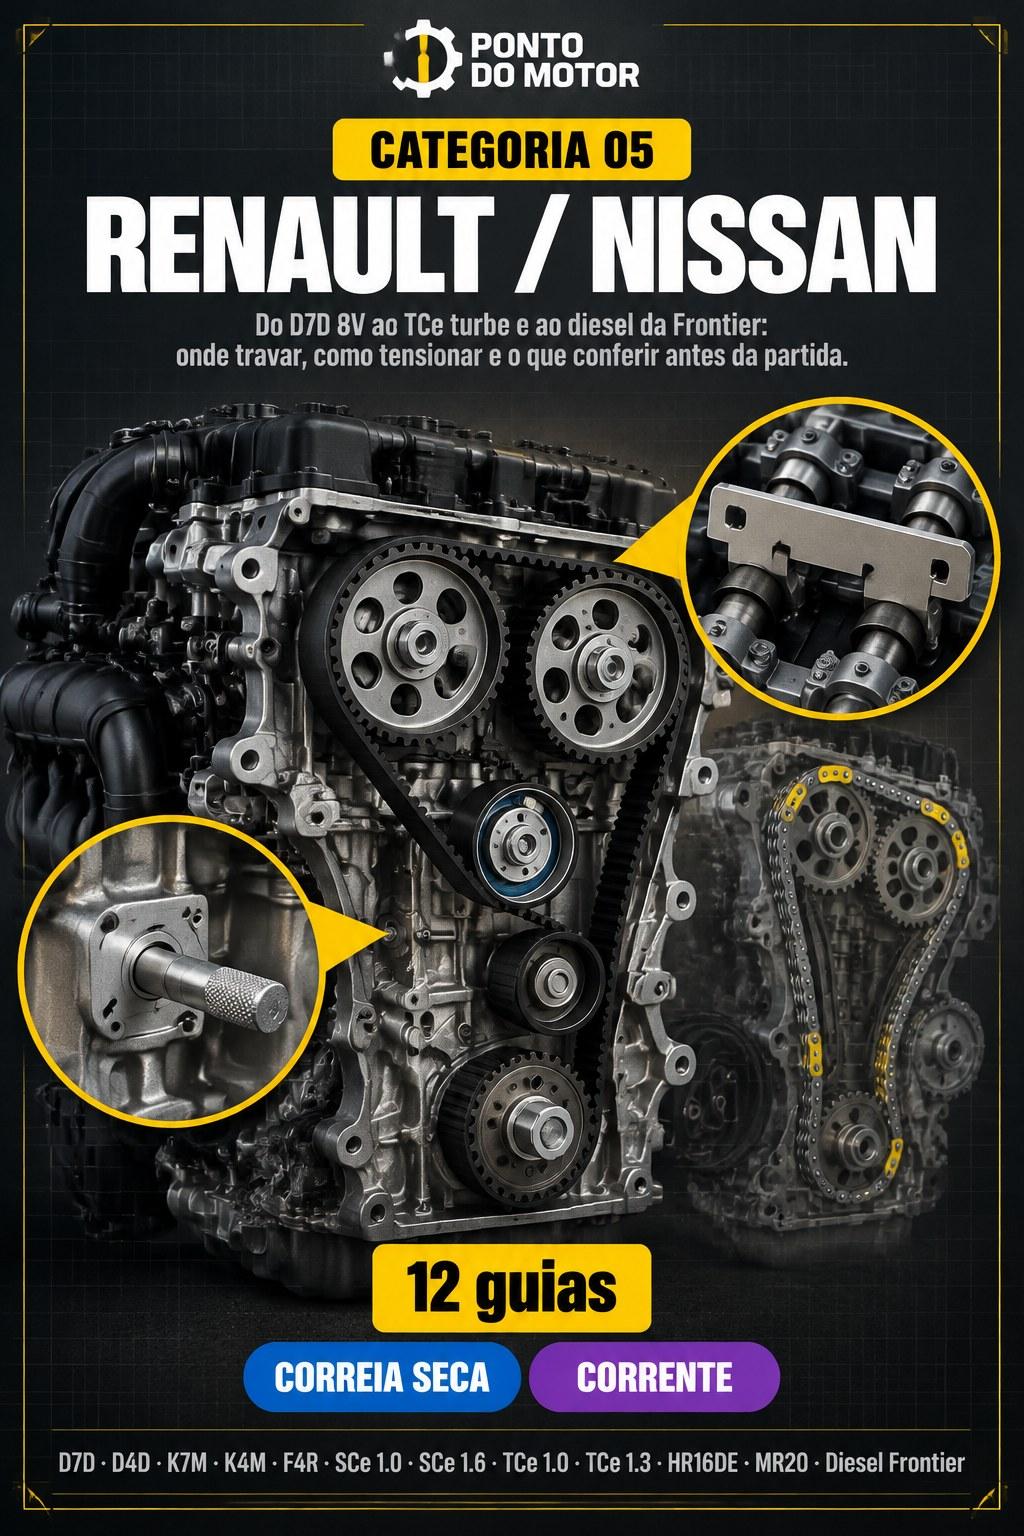 PONTO
DO MOTOR
CATEGORIA 05
RENAULT / NISSAN
Do D7D 8V ao TCe turbe e ao diesel da Frontier:
onde travar, como tensionar e o que conferir antes da partida.
12 guias
CORREIA SECA
CORRENTE
D7D · D4D · K7M · K4M · F4R · SCe 1.0 · SCe 1.6 · TCe 1.0 · TCe 1.3 · HR16DE · MR20 · Diesel Frontier